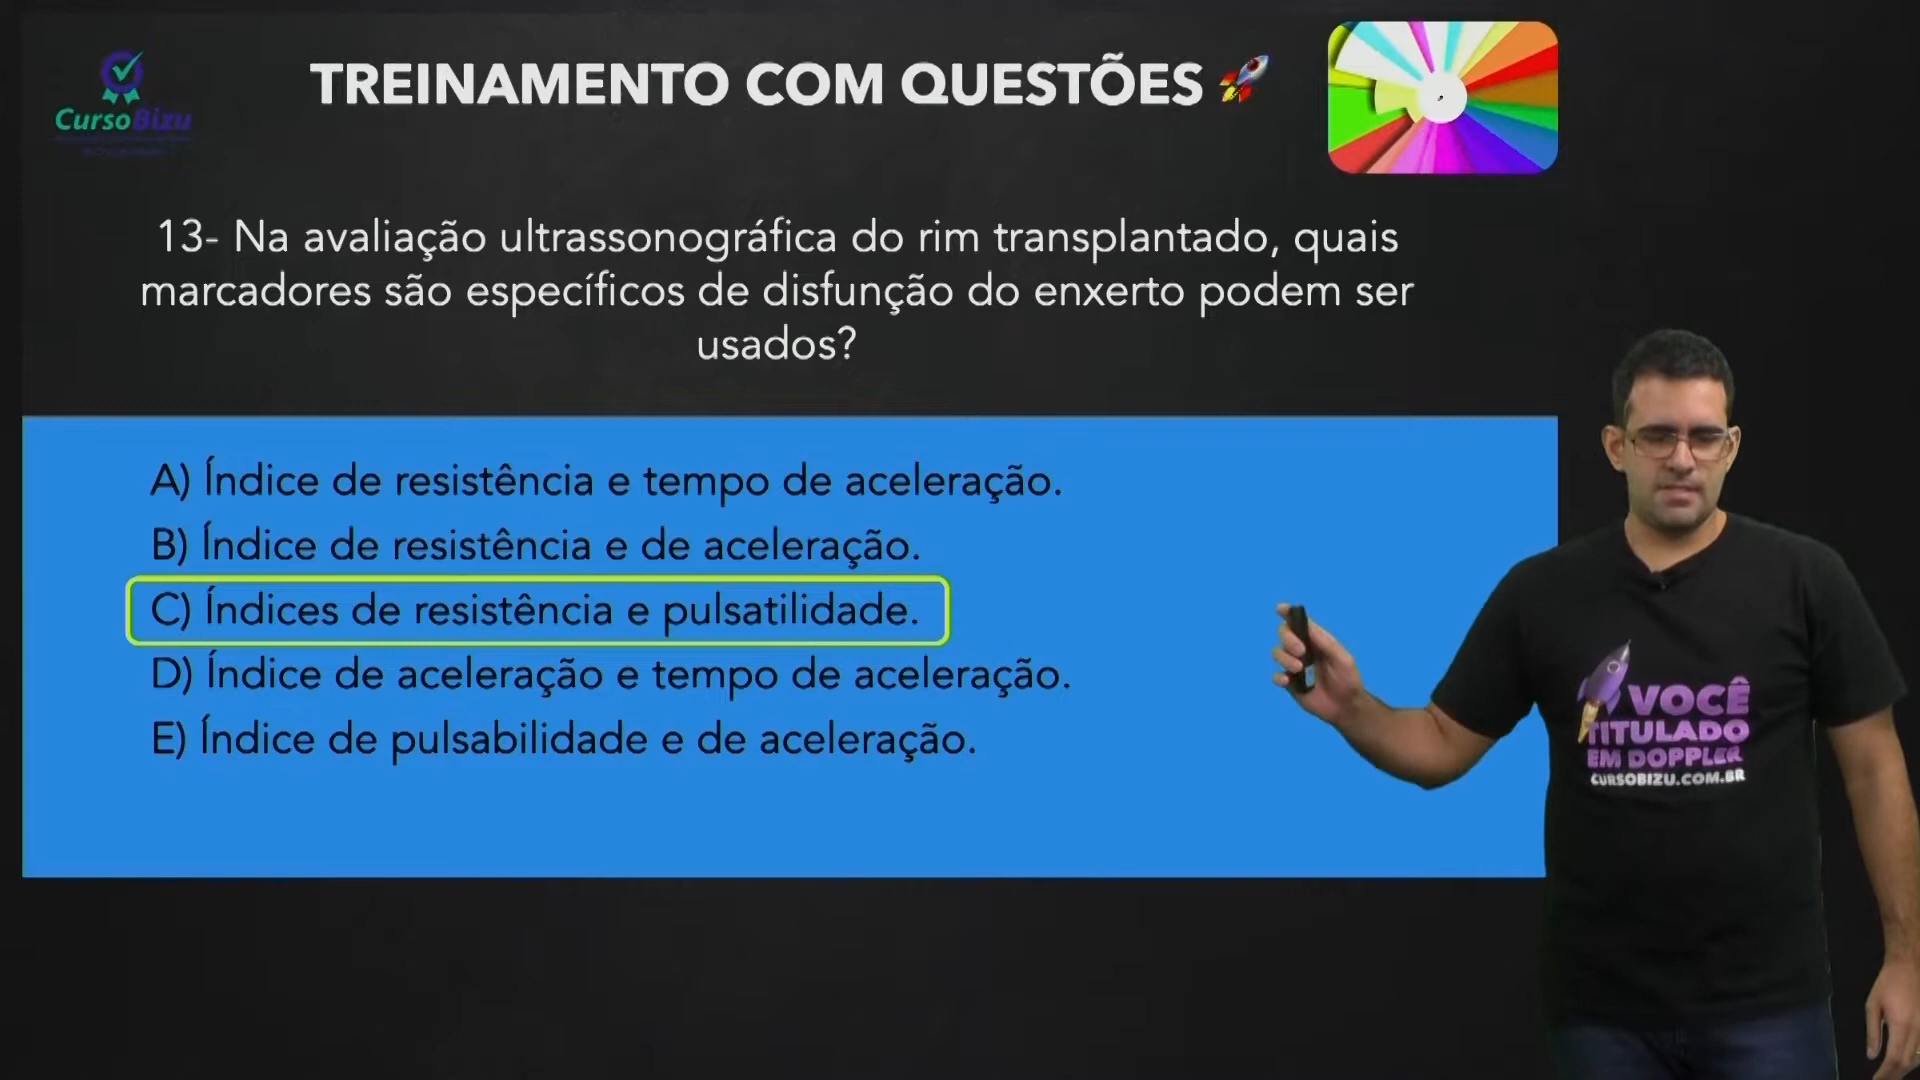 CursoBizu
TREINAMENTO COM QUESTÕES
13- Na avaliação ultrassonográfica do rim transplantado, quais
marcadores são específicos de disfunção do enxerto podem ser
usados?
A) Índice de resistência e tempo de aceleração.
B) Índice de resistência e de aceleração.
C) Índices de resistência e pulsatilidade.
D) Índice de aceleração e tempo de aceleração.
E) Índice de pulsabilidade e de aceleração.
VOCÊ
TITULADO
EM DOPPLER
CURSOBIZU.COM.BR